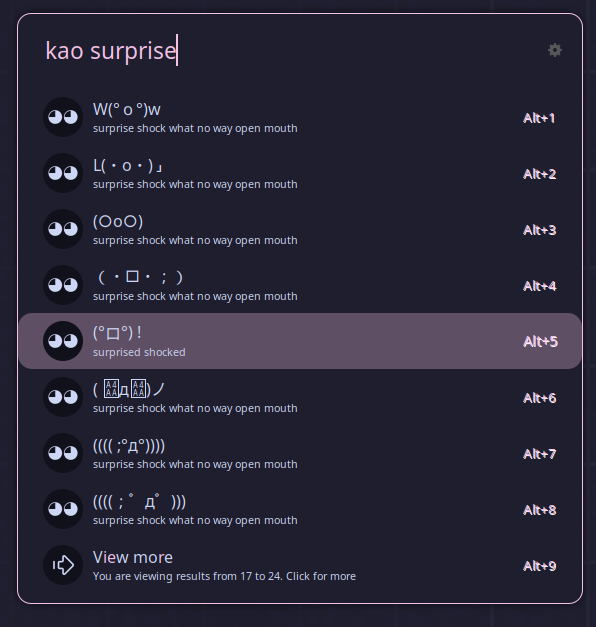 kao surprise
W(° o °)w
surprise shock what no way open mouth
Alt+1
L(・o・)」
surprise shock what no way open mouth
Alt+2
(○o○)
surprise shock what no way open mouth
Alt+3
（・□・；）
surprise shock what no way open mouth
Alt+4
(°ロ°) !
surprised shocked
Alt+5
( д)ノ
surprise shock what no way open mouth
Alt+6
(((( ;°д°))))
surprise shock what no way open mouth
Alt+7
((((；゜д゜)))
surprise shock what no way open mouth
Alt+8
View more
You are viewing results from 17 to 24. Click for more
Alt+9